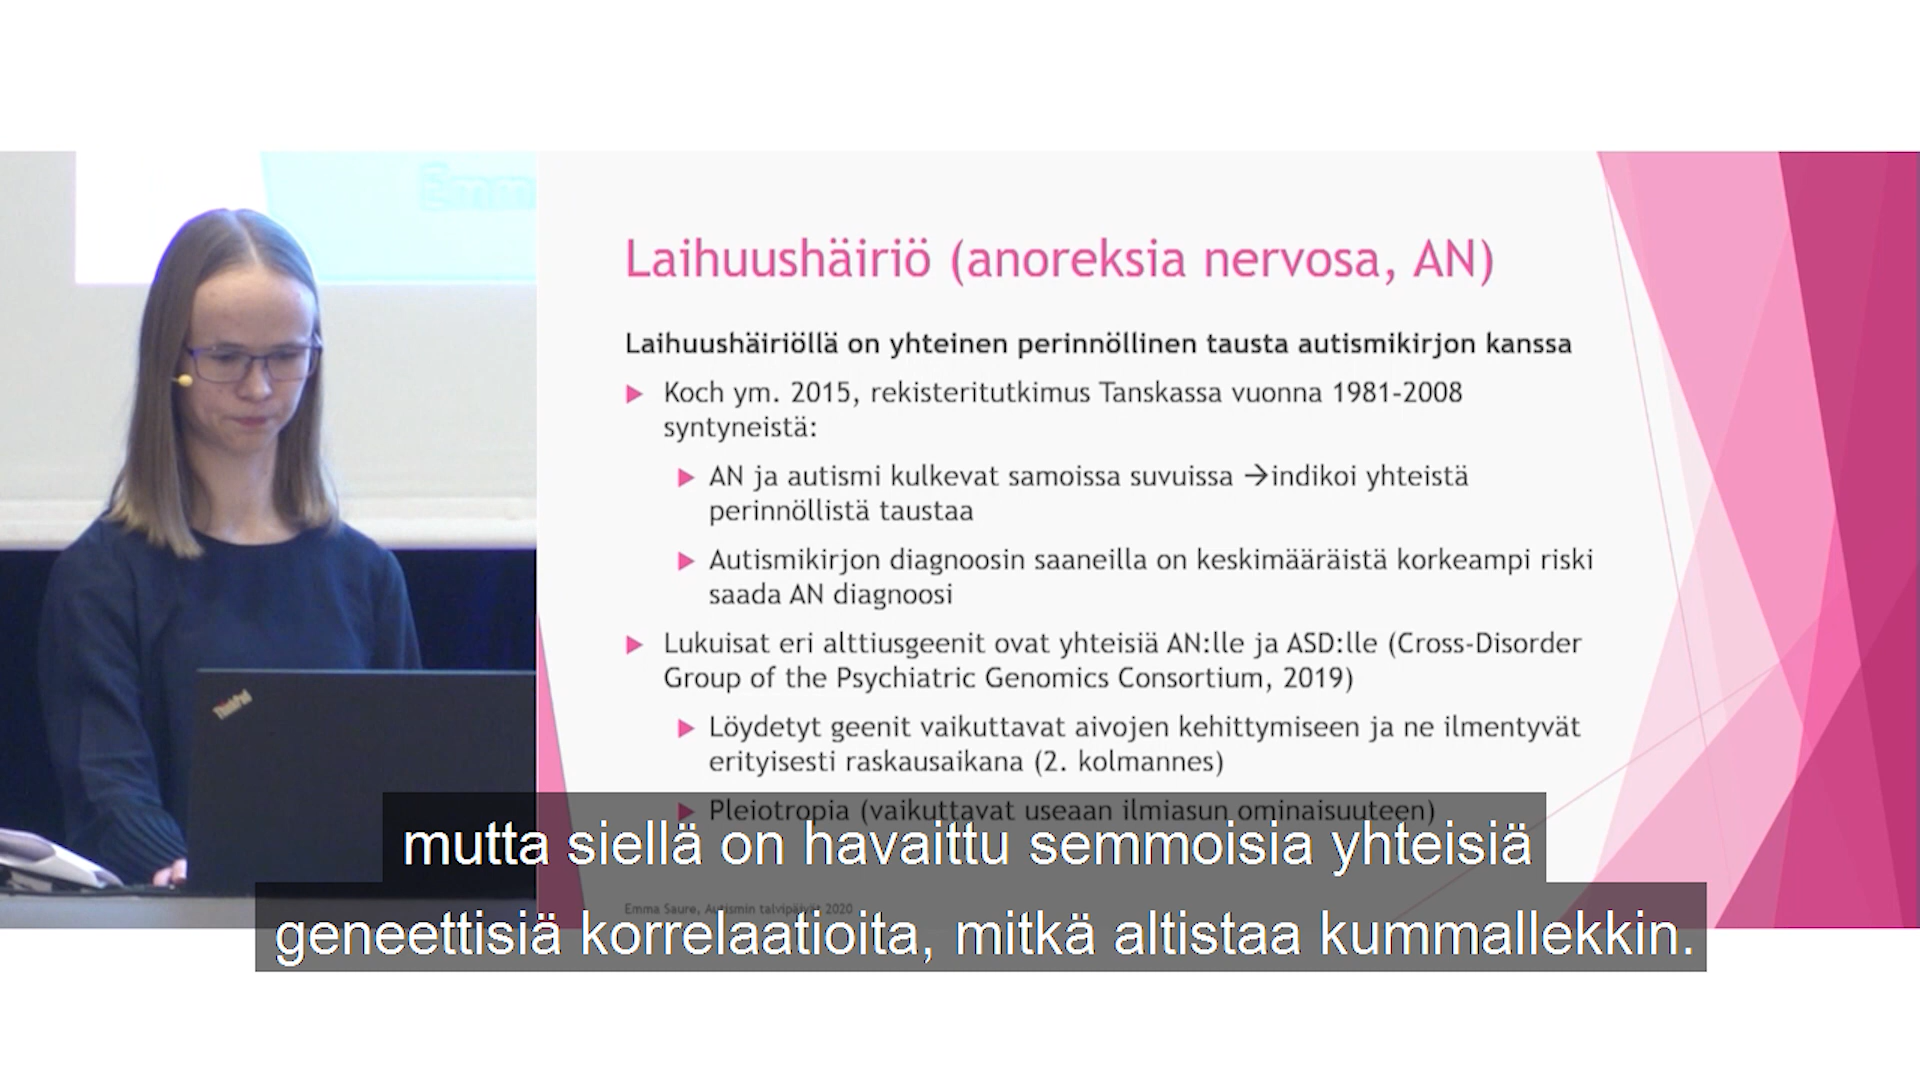 Emm
Laihuushäiriö (anoreksia nervosa, AN)
Laihuushäiriöllä on yhteinen perinnöllinen tausta autismikirjon kanssa
Koch ym. 2015, rekisteritutkimus Tanskassa vuonna 1981-2008
syntyneistä:
AN ja autismi kulkevat samoissa suvuissa →indikoi yhteistä
perinnöllistä taustaa
Autismikirjon diagnoosin saaneilla on keskimääräistä korkeampi riski
saada AN diagnoosi
Lukuisat eri alttiusgeenit ovat yhteisiä AN:lle ja ASD:lle (Cross-Disorder
Group of the Psychiatric Genomics Consortium, 2019)
Löydetyt geenit vaikuttavat aivojen kehittymiseen ja ne ilmentyvät
erityisesti raskausaikana (2. kolmannes)
Pleiotropia (vaikuttavat useaan ilmiasun ominaisuuteen)
Emma Saure, Autismin talvipäivät 2020
ThinkPad
mutta siellä on havaittu semmoisia yhteisiä
geneettisiä korrelaatioita, mitkä altistaa kummallekkin.